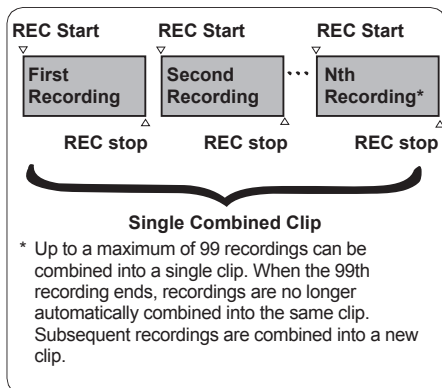 REC Start REC Start REC Start
First Second ··· Nth
Recording Recording Recording*
REC stop REC stop REC stop
Single Combined Clip
* Up to a maximum of 99 recordings can be
combined into a single clip. When the 99th
recording ends, recordings are no longer
automatically combined into the same clip.
Subsequent recordings are combined into a new
clip.